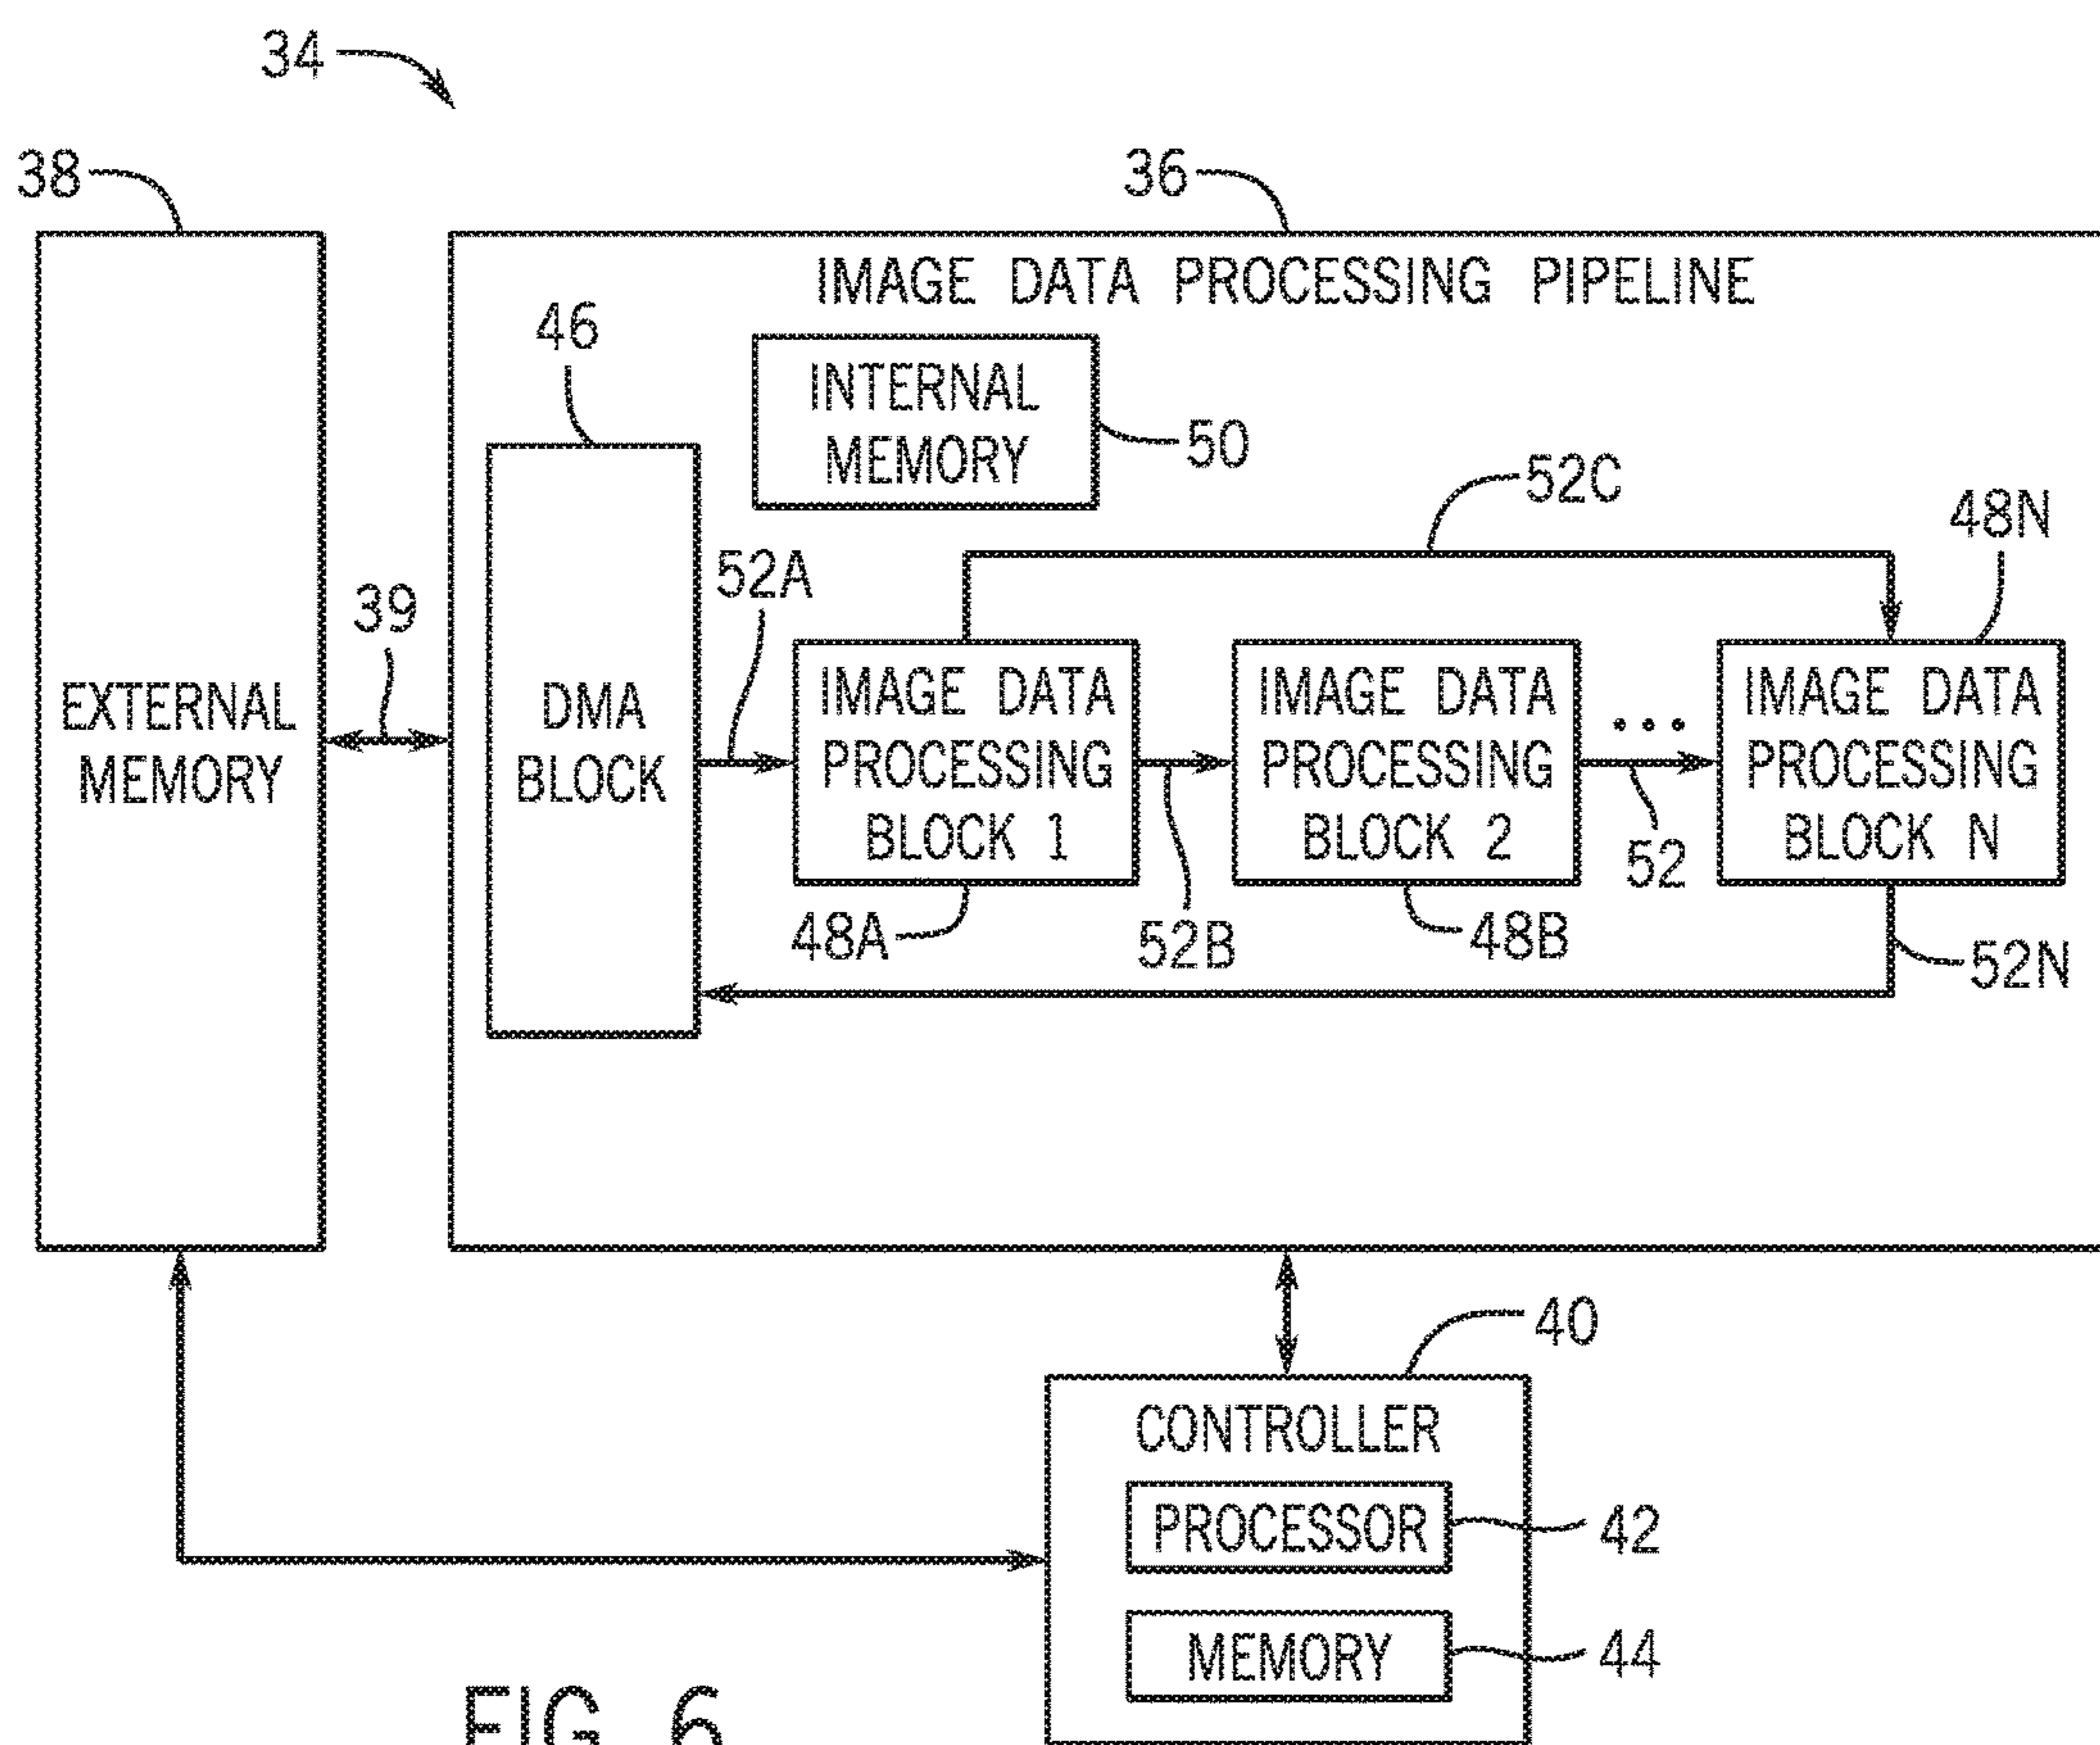 34
38
36
IMAGE DATA PROCESSING PIPELINE
46
INTERNAL
MEMORY
50
52C
48N
52A
39
EXTERNAL
MEMORY
DMA
BLOCK
IMAGE DATA
PROCESSING
BLOCK 1
IMAGE DATA
PROCESSING
BLOCK 2
...
IMAGE DATA
PROCESSING
BLOCK N
52
48A
52B
48B
52N
40
CONTROLLER
PROCESSOR
42
MEMORY
44
FIG. 6